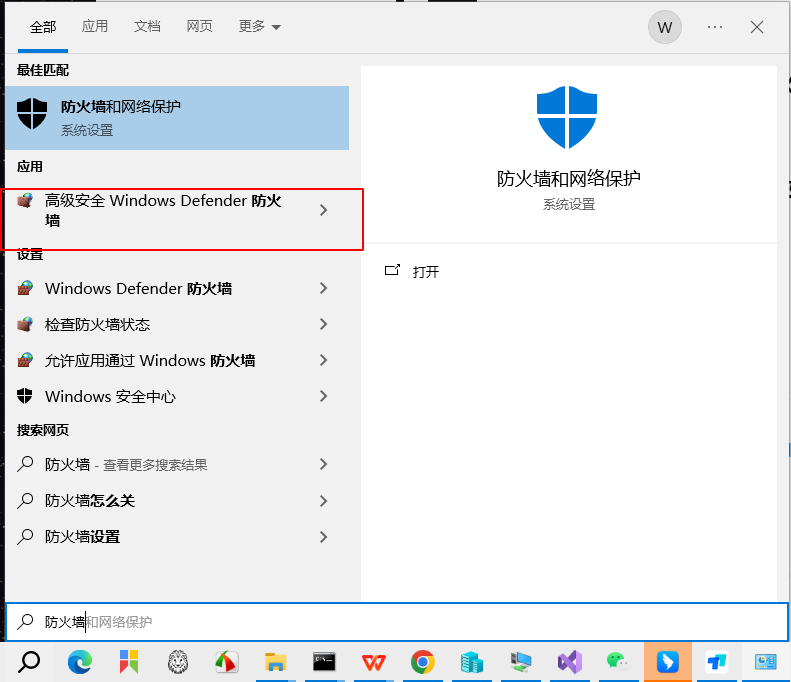 全部 应用 文档 网页 更多 W ···
最佳匹配
防火墙和网络保护
系统设置
应用
高级安全 Windows Defender 防火
墙
设置
Windows Defender 防火墙
检查防火墙状态
允许应用通过 Windows 防火墙
Windows 安全中心
搜索网页
防火墙 - 查看更多搜索结果
防火墙怎么关
防火墙设置
防火墙和网络保护
系统设置
打开
防火墙和网络保护